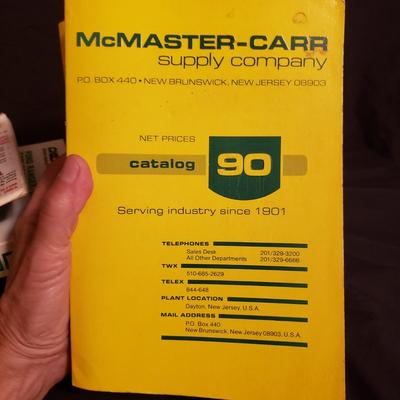 McMASTER-CARR
supply company
P.O. BOX 440 • NEW BRUNSWICK, NEW JERSEY 08903
NET PRICES
catalog 90
Serving industry since 1901
TELEPHONES
Sales Desk 201/329-3200
All Other Departments 201/329-6666
TWX
510-685-2629
TELEX
844-648
PLANT LOCATION
Dayton, New Jersey, U.S.A.
MAIL ADDRESS
P.O. Box 440
New Brunswick, New Jersey 08903, U.S.A.